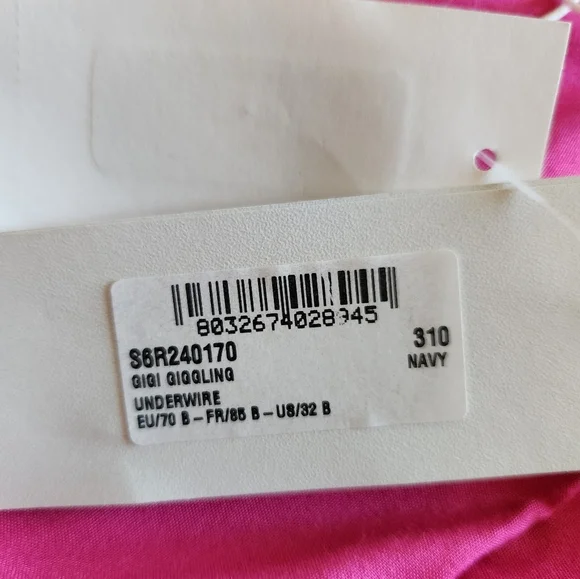 8032674028945
S6R240170 310
GIGI GIGGLING NAVY
UNDERWIRE
EU/70 B – FR/85 B – US/32 B